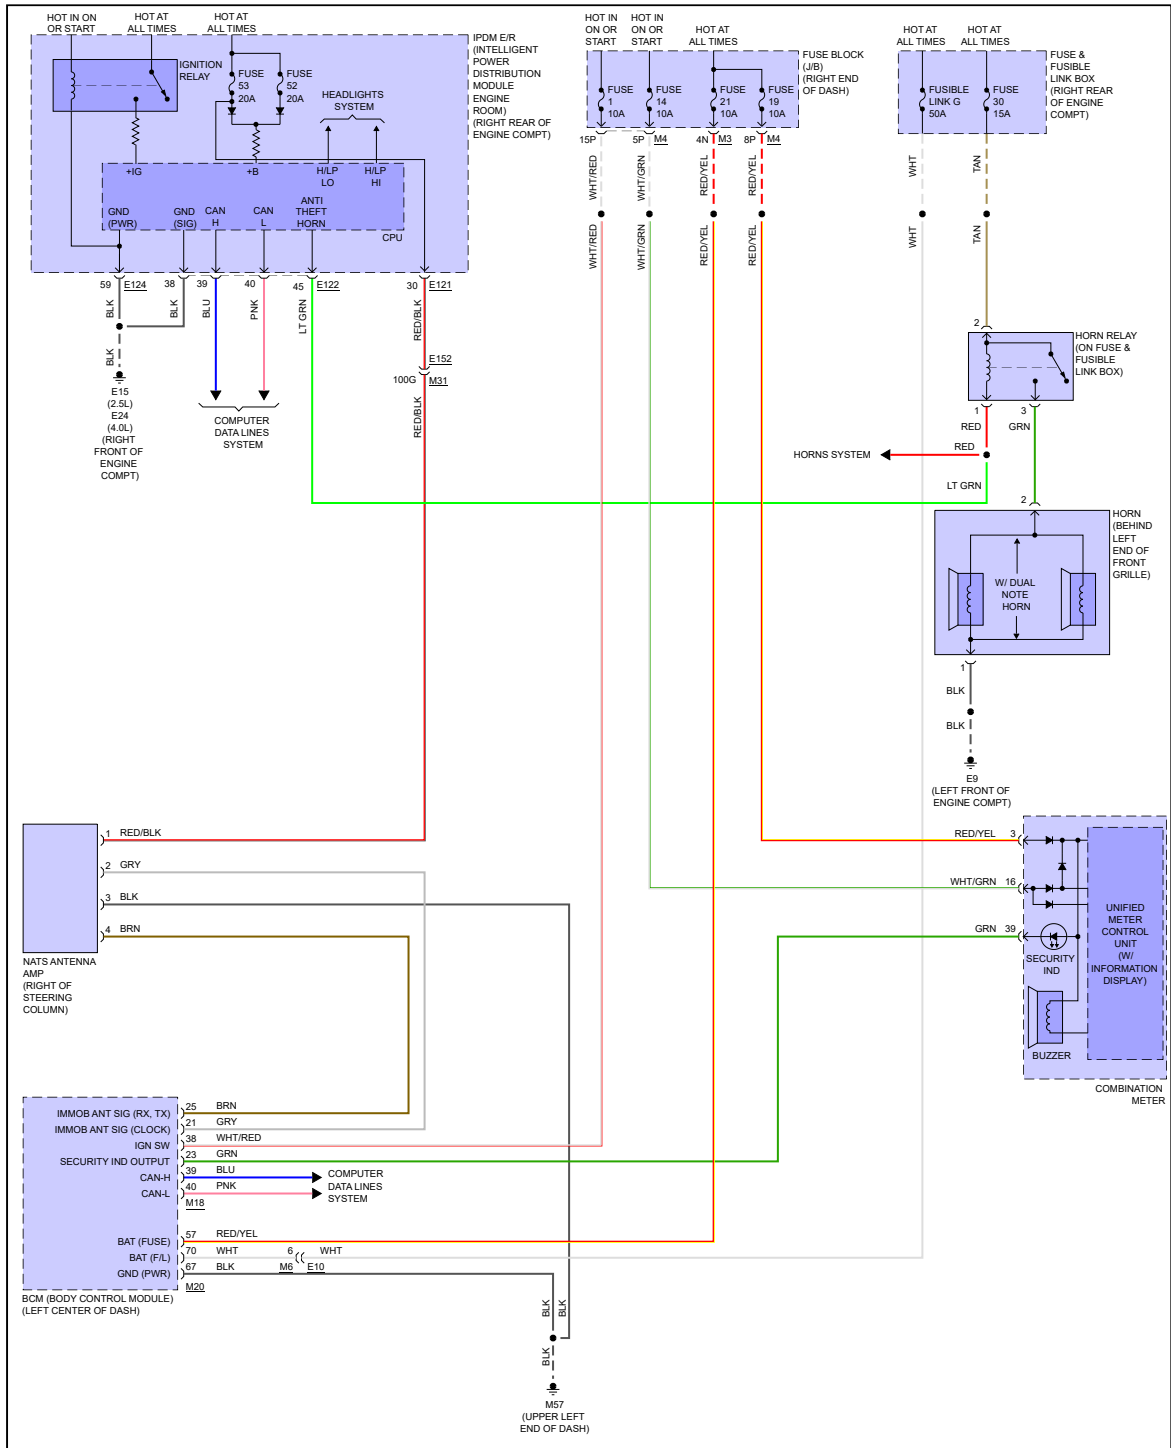 HOT IN ON
OR START
HOT AT
ALL TIMES
HOT AT
ALL TIMES
IPDM E/R
(INTELLIGENT
POWER
DISTRIBUTION
MODULE
ENGINE
ROOM)
(RIGHT REAR OF
ENGINE COMPT)
IGNITION
RELAY
FUSE
53
20A
FUSE
52
20A
HEADLIGHTS
SYSTEM
+IG
+B
H/LP
LO
H/LP
HI
GND
(PWR)
GND
(SIG)
CAN
H
CAN
L
ANTI
THEFT
HORN
CPU
59
E124
38
39
40
45
E122
30
E121
BLK
BLK
BLU
PNK
LT GRN
RED/BLK
BLK
E15
(2.5L)
E24
(4.0L)
(RIGHT
FRONT OF
ENGINE
COMPT)
COMPUTER
DATA LINES
SYSTEM
E152
100G
M31
RED/BLK
HOT IN
ON OR
START
HOT IN
ON OR
START
HOT AT
ALL TIMES
FUSE BLOCK
(J/B)
(RIGHT END
OF DASH)
FUSE
1
10A
FUSE
14
10A
FUSE
21
10A
FUSE
19
10A
15P
5P
M4
4N
M3
8P
M4
WHT/RED
WHT/GRN
RED/YEL
RED/YEL
WHT/RED
WHT/GRN
RED/YEL
RED/YEL
HOT AT
ALL TIMES
HOT AT
ALL TIMES
FUSE &
FUSIBLE
LINK BOX
(RIGHT REAR
OF ENGINE
COMPT)
FUSIBLE
LINK G
50A
FUSE
30
15A
WHT
TAN
WHT
TAN
2
HORN RELAY
(ON FUSE &
FUSIBLE
LINK BOX)
1
3
RED
GRN
HORNS SYSTEM
RED
LT GRN
2
HORN
(BEHIND
LEFT
END OF
FRONT
GRILLE)
W/ DUAL
NOTE
HORN
1
BLK
BLK
E9
(LEFT FRONT OF
ENGINE COMPT)
1 RED/BLK
2 GRY
3 BLK
4 BRN
NATS ANTENNA
AMP
(RIGHT OF
STEERING
COLUMN)
RED/YEL 3
WHT/GRN 16
GRN 39
UNIFIED
METER
CONTROL
UNIT
(W/
INFORMATION
DISPLAY)
SECURITY
IND
BUZZER
COMBINATION
METER
IMMOB ANT SIG (RX, TX) 25 BRN
IMMOB ANT SIG (CLOCK) 21 GRY
IGN SW 38 WHT/RED
SECURITY IND OUTPUT 23 GRN
CAN-H 39 BLU
CAN-L 40 PNK
M18
COMPUTER
DATA LINES
SYSTEM
BAT (FUSE) 57 RED/YEL
BAT (F/L) 70 WHT 6 WHT
GND (PWR) 67 BLK M6 E10
M20
BCM (BODY CONTROL MODULE)
(LEFT CENTER OF DASH)
BLK
BLK
BLK
M57
(UPPER LEFT
END OF DASH)